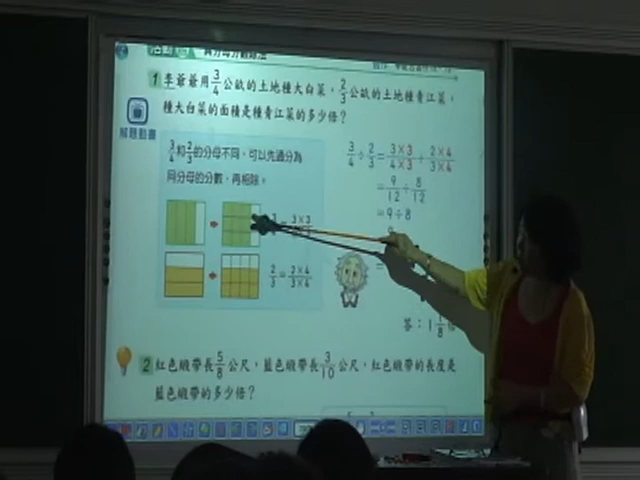 1 李爺爺用3/4公畝的土地種大白菜，2/3公畝的土地種青江菜，
種大白菜的面積是種青江菜的多少倍？
解題動畫
3/4和2/3的分母不同，可以先通分為
同分母的分數，再相除。
3/4÷2/3=3×3/4×3÷2×4/3×4
=9/12÷8/12
=9÷8
2/3=2×4/3×4
答：1 1/8倍
2 紅色緞帶長5/8公尺，藍色緞帶長3/10公尺，紅色緞帶的長度是
藍色緞帶的多少倍？